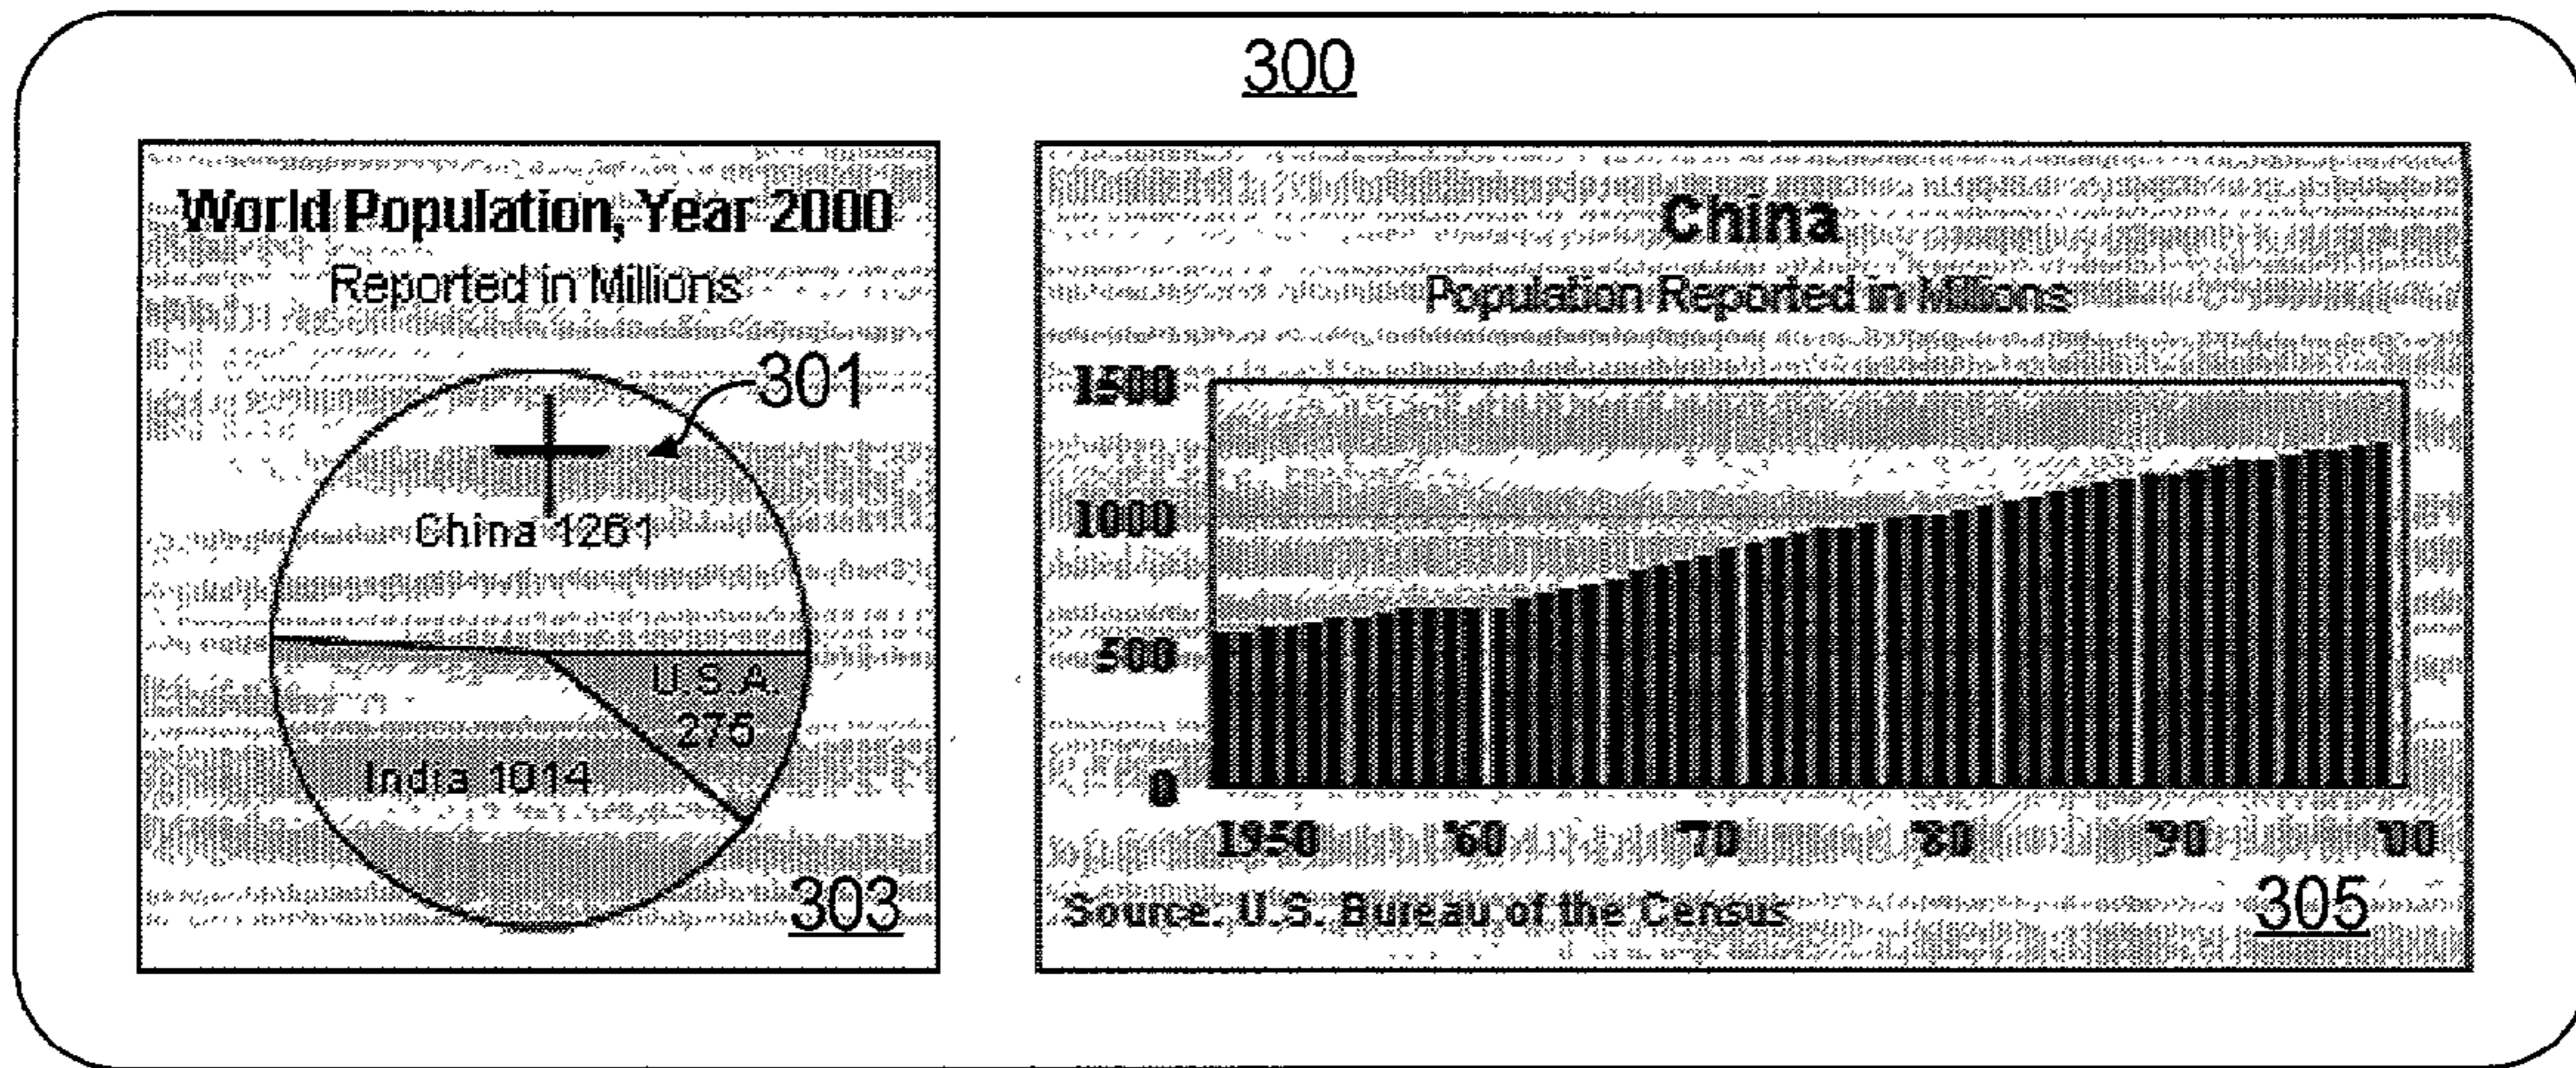 300
World Population, Year 2000
Reported in Millions
301
China 1261
U.S.A.
275
India 1014
303
China
Population Reported in Millions
1500
1000
500
0
1950 '60 '70 '80 '90 '00
Source. U.S. Bureau of the Census
305